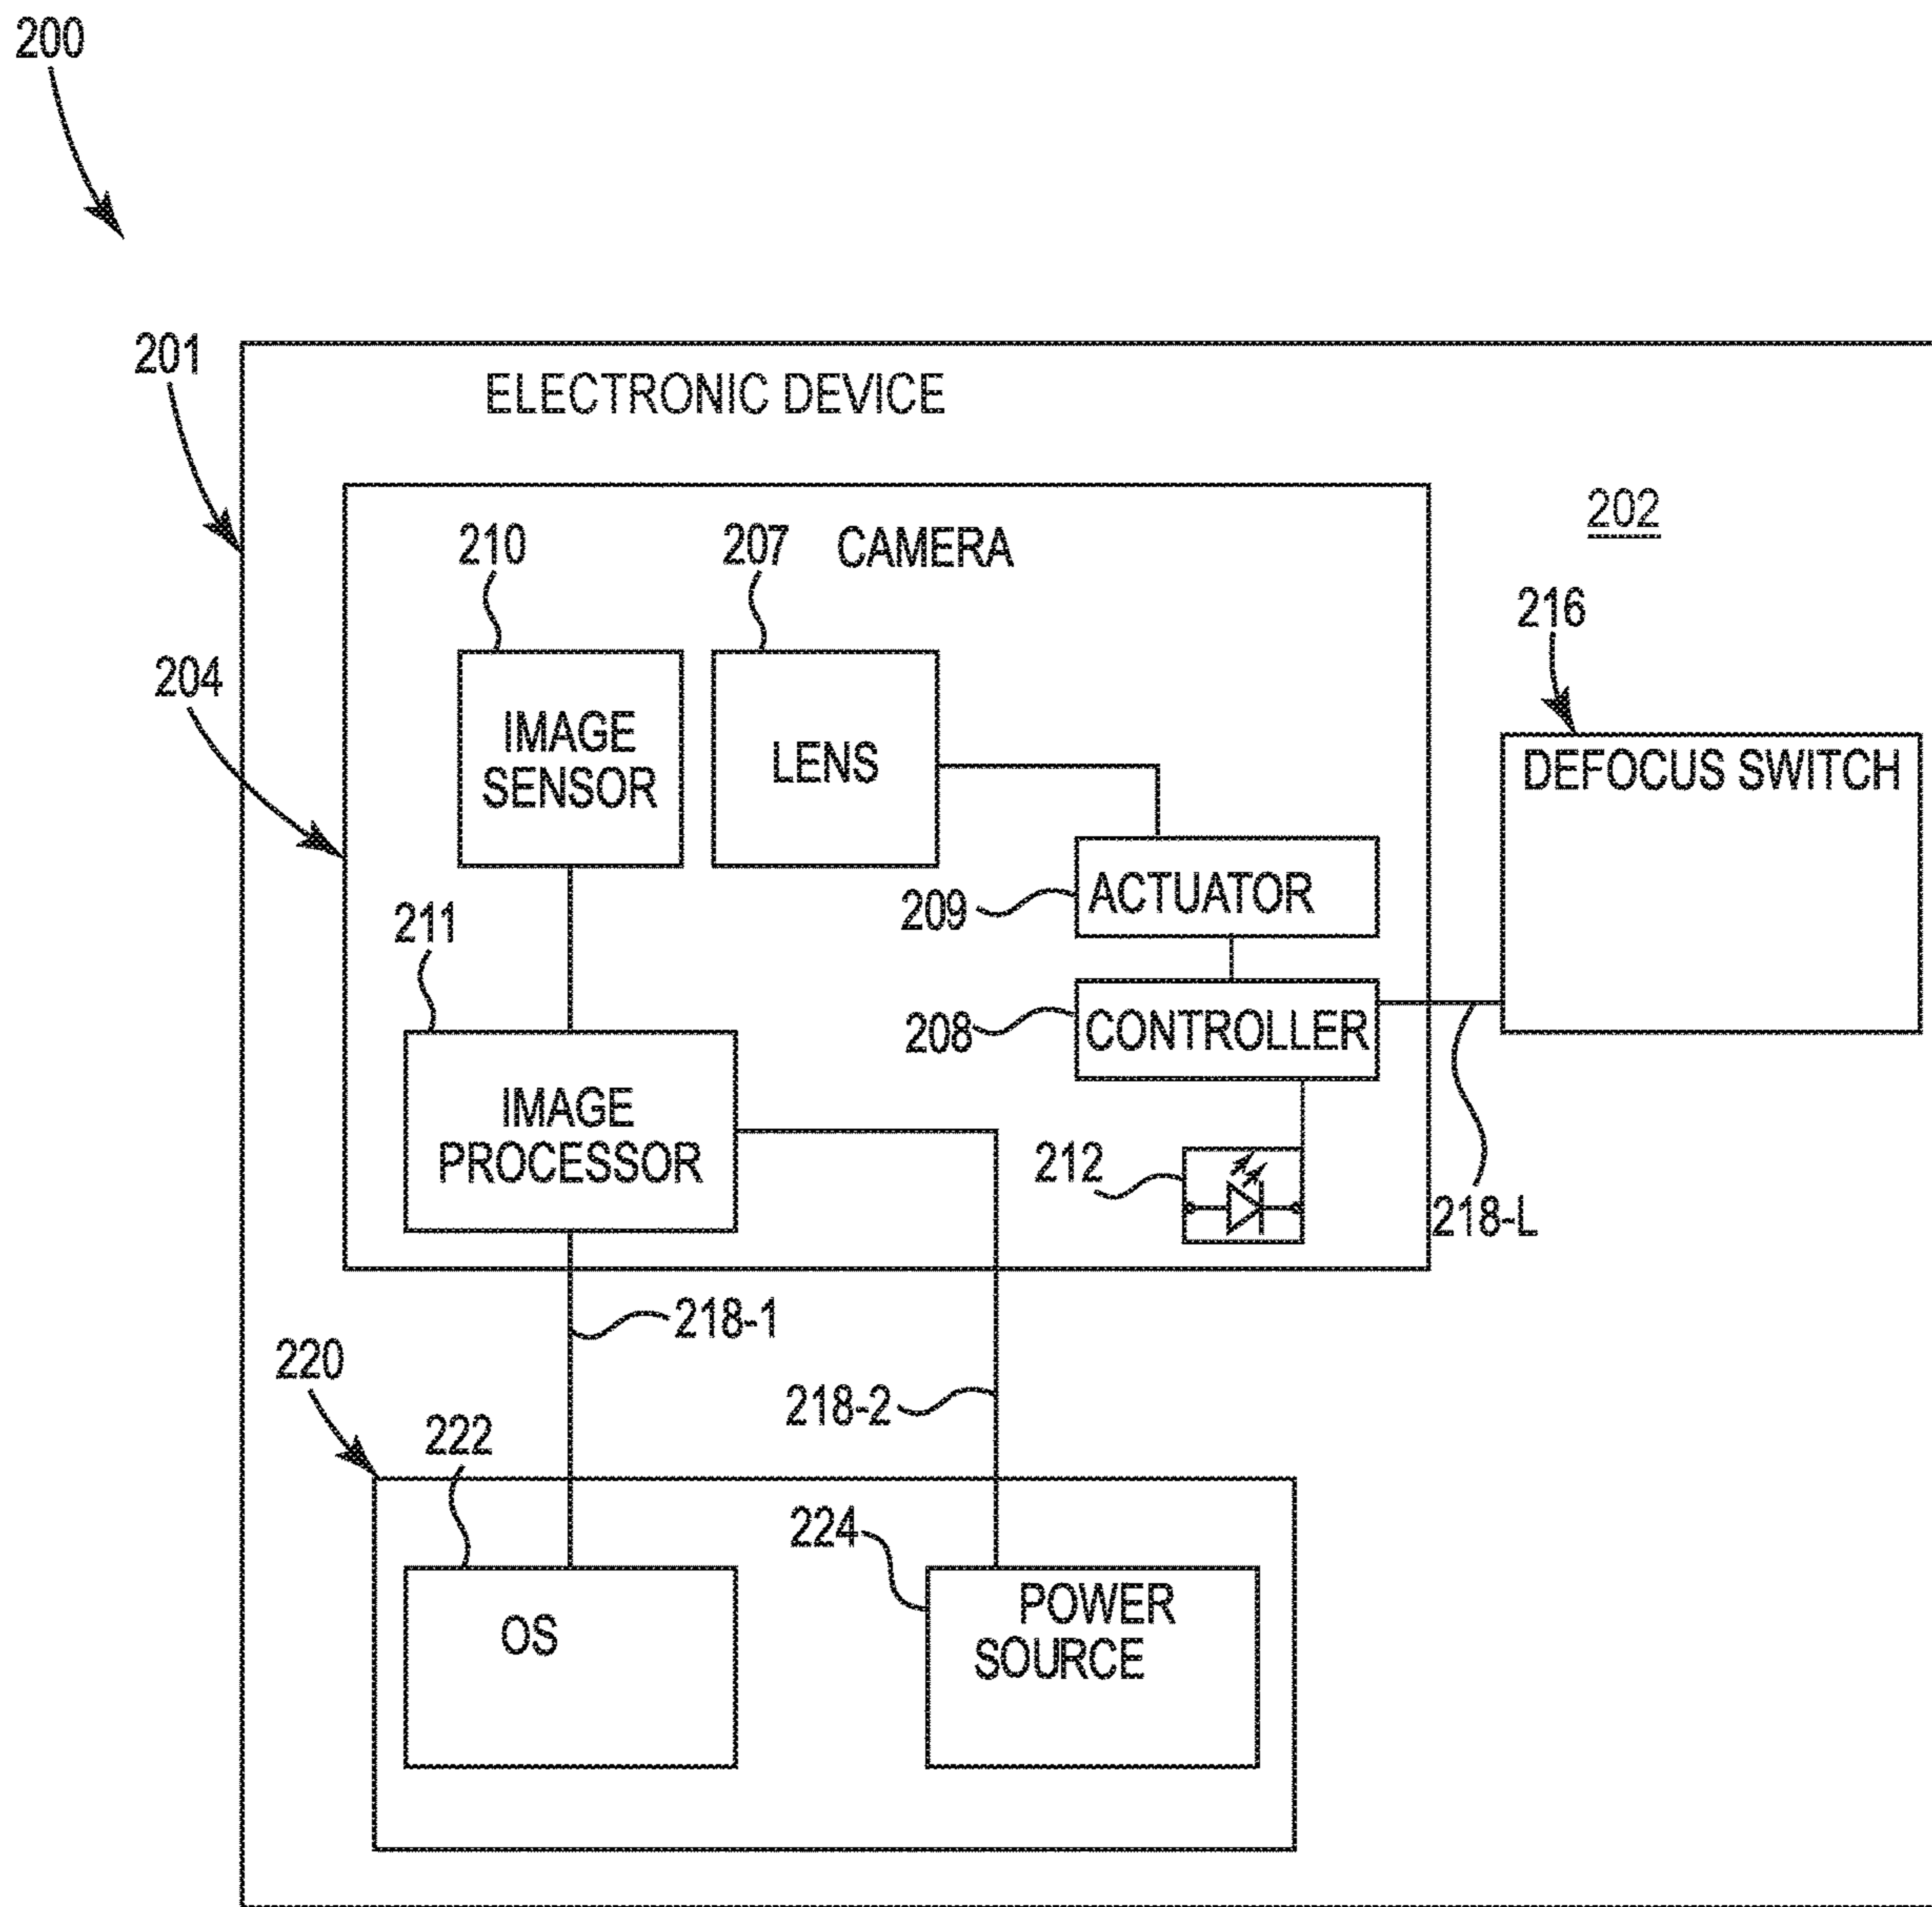 200
201
ELECTRONIC DEVICE
202
210
207
CAMERA
216
204
IMAGE
SENSOR
LENS
DEFOCUS SWITCH
209
ACTUATOR
211
208
CONTROLLER
IMAGE
PROCESSOR
212
218-L
218-1
220
218-2
222
224
OS
POWER
SOURCE